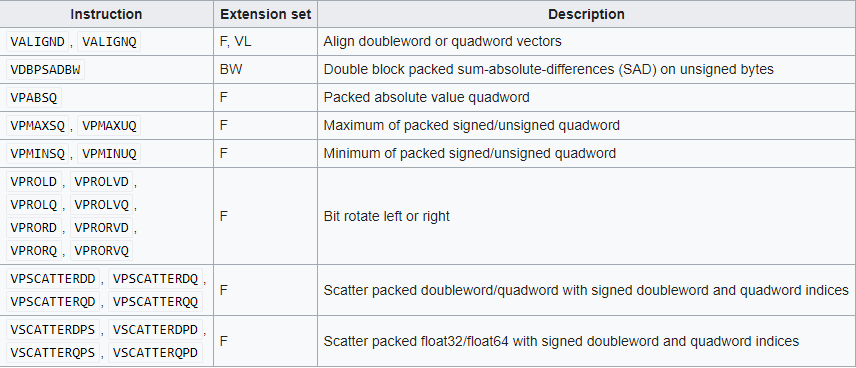 Instruction Extension set Description
VALIGND, VALIGNQ F, VL Align doubleword or quadword vectors
VDBPSADBW BW Double block packed sum-absolute-differences (SAD) on unsigned bytes
VPABSQ F Packed absolute value quadword
VPMAXSQ, VPMAXUQ F Maximum of packed signed/unsigned quadword
VPMINSQ, VPMINUQ F Minimum of packed signed/unsigned quadword
VPROLD, VPROLVD,
VPROLQ, VPROLVQ,
VPRORD, VPRORVD,
VPRORQ, VPRORVQ
F
Bit rotate left or right
VPSCATTERDD, VPSCATTERDQ,
VPSCATTERQD, VPSCATTERQQ
F
Scatter packed doubleword/quadword with signed doubleword and quadword indices
VSCATTERDPS, VSCATTERDPD,
VSCATTERQPS, VSCATTERQPD
F
Scatter packed float32/float64 with signed doubleword and quadword indices